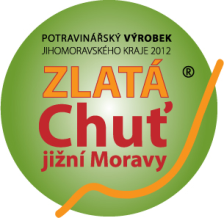 POTRAVINÁŘSKÝ VÝROBEK
JIHOMORAVSKÉHO KRAJE 2012
ZLATÁ ®
Chuť
jižní Moravy